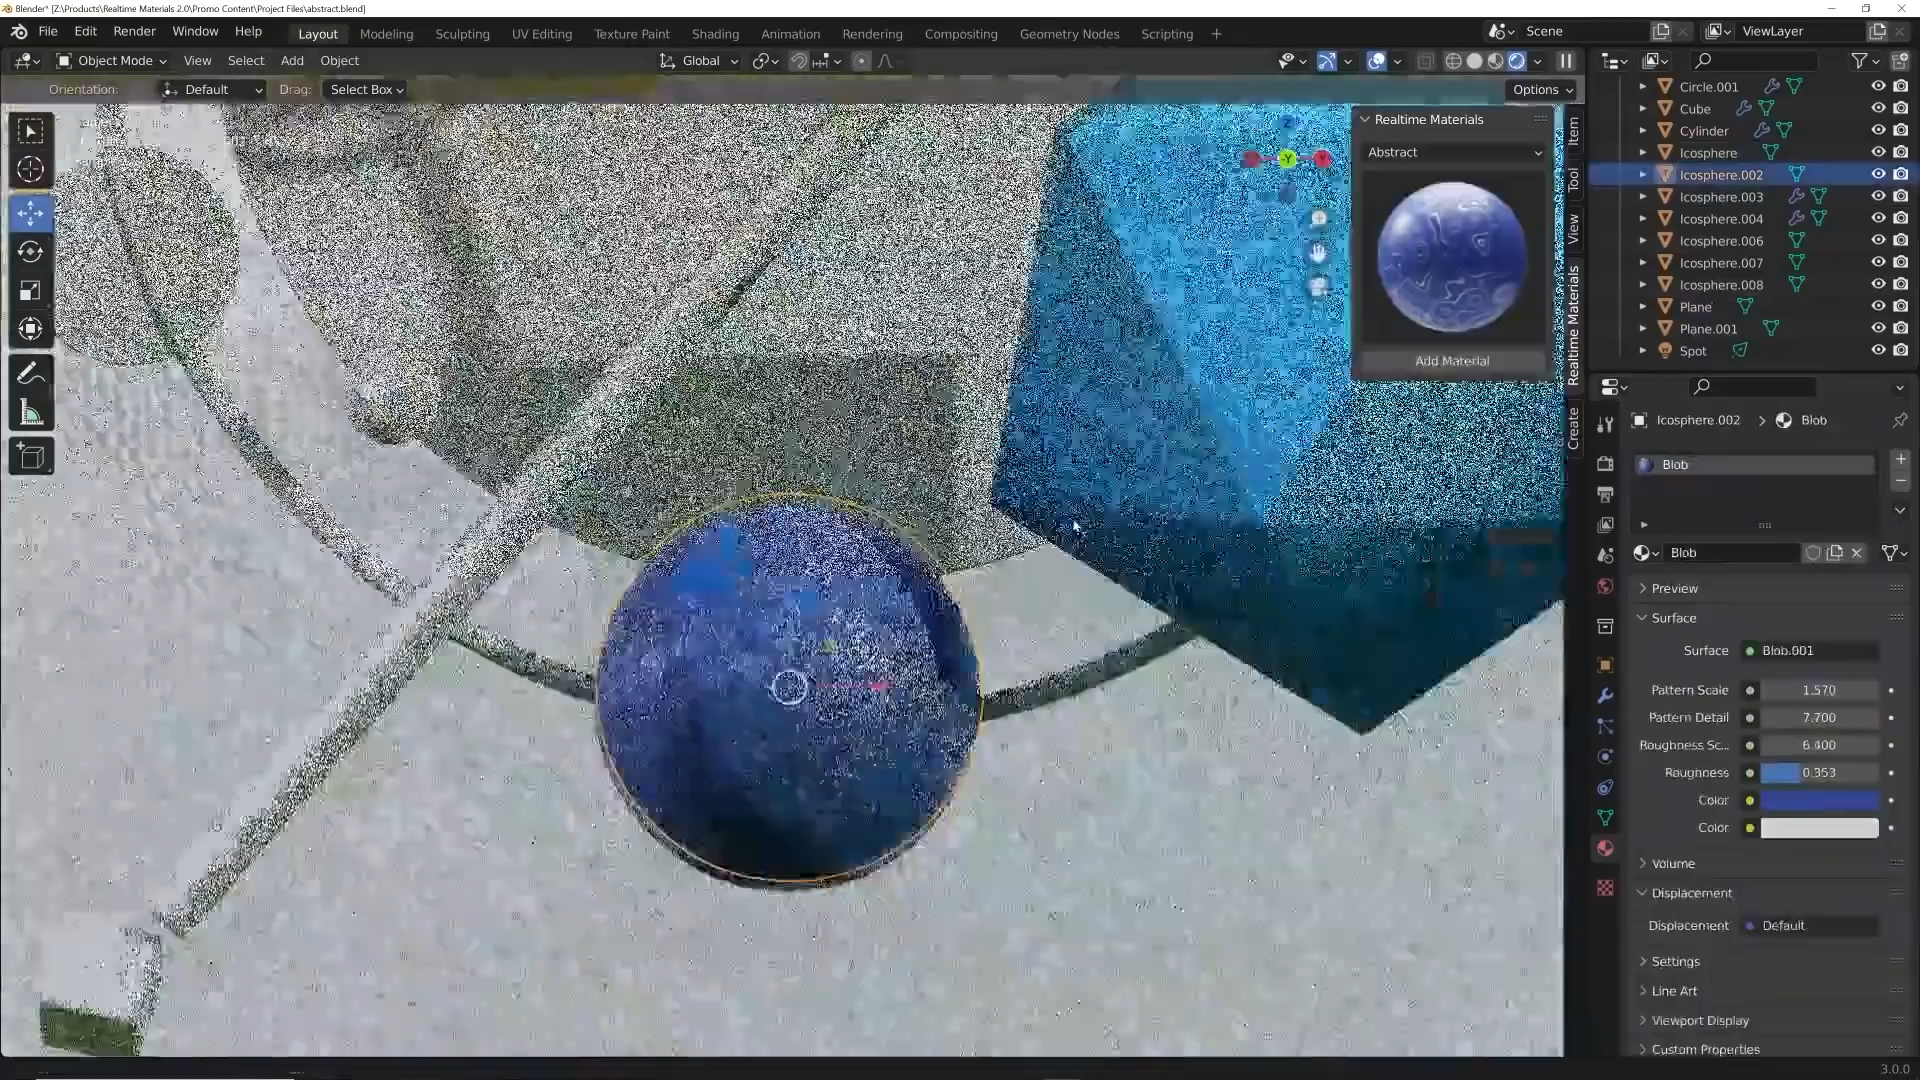 Blender* [Z:\Products\Realtime Materials 2.0\Promo Content\Project Files\abstract.blend]
File Edit Render Window Help Layout Modeling Sculpting UV Editing Texture Paint Shading Animation Rendering Compositing Geometry Nodes Scripting + Scene ViewLayer
Object Mode View Select Add Object Global
Orientation: Default Drag: Select Box Options
Realtime Materials
Abstract
Add Material
Item
Tool
View
Realtime Materials
Create
Z
-Y
Circle.001
Cube
Cylinder
Icosphere
Icosphere.002
Icosphere.003
Icosphere.004
Icosphere.006
Icosphere.007
Icosphere.008
Plane
Plane.001
Spot
Icosphere.002 > Blob
Blob
Blob
Preview
Surface
Surface Blob.001
Pattern Scale 1.570
Pattern Detail 7.700
Roughness Sc... 6.400
Roughness 0.353
Color
Color
Volume
Displacement
Displacement Default
Settings
Line Art
Viewport Display
Custom Properties
3.0.0